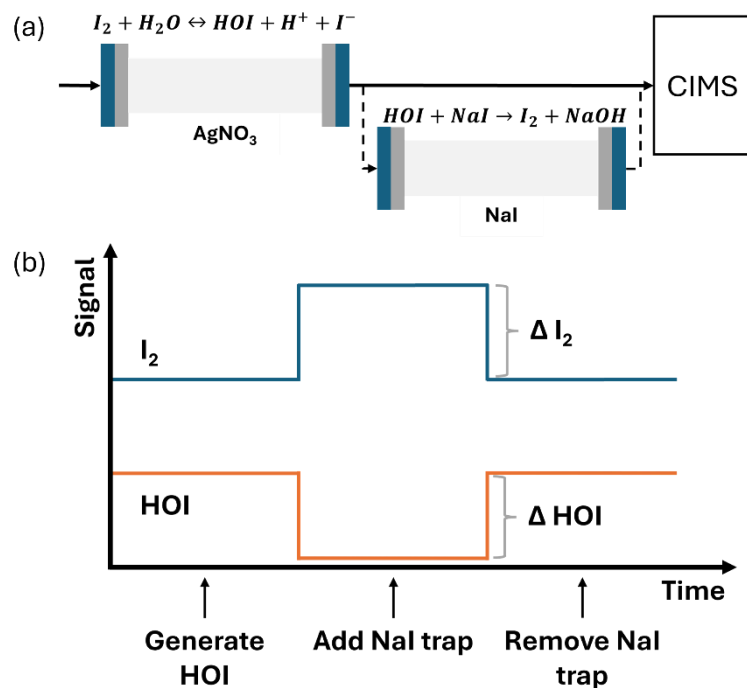 (a)
I₂ + H₂O ↔ HOI + H⁺ + I⁻
AgNO₃
HOI + NaI → I₂ + NaOH
NaI
CIMS
(b)
Signal
I₂
Δ I₂
HOI
Δ HOI
Time
Generate
HOI
Add NaI trap
Remove NaI
trap